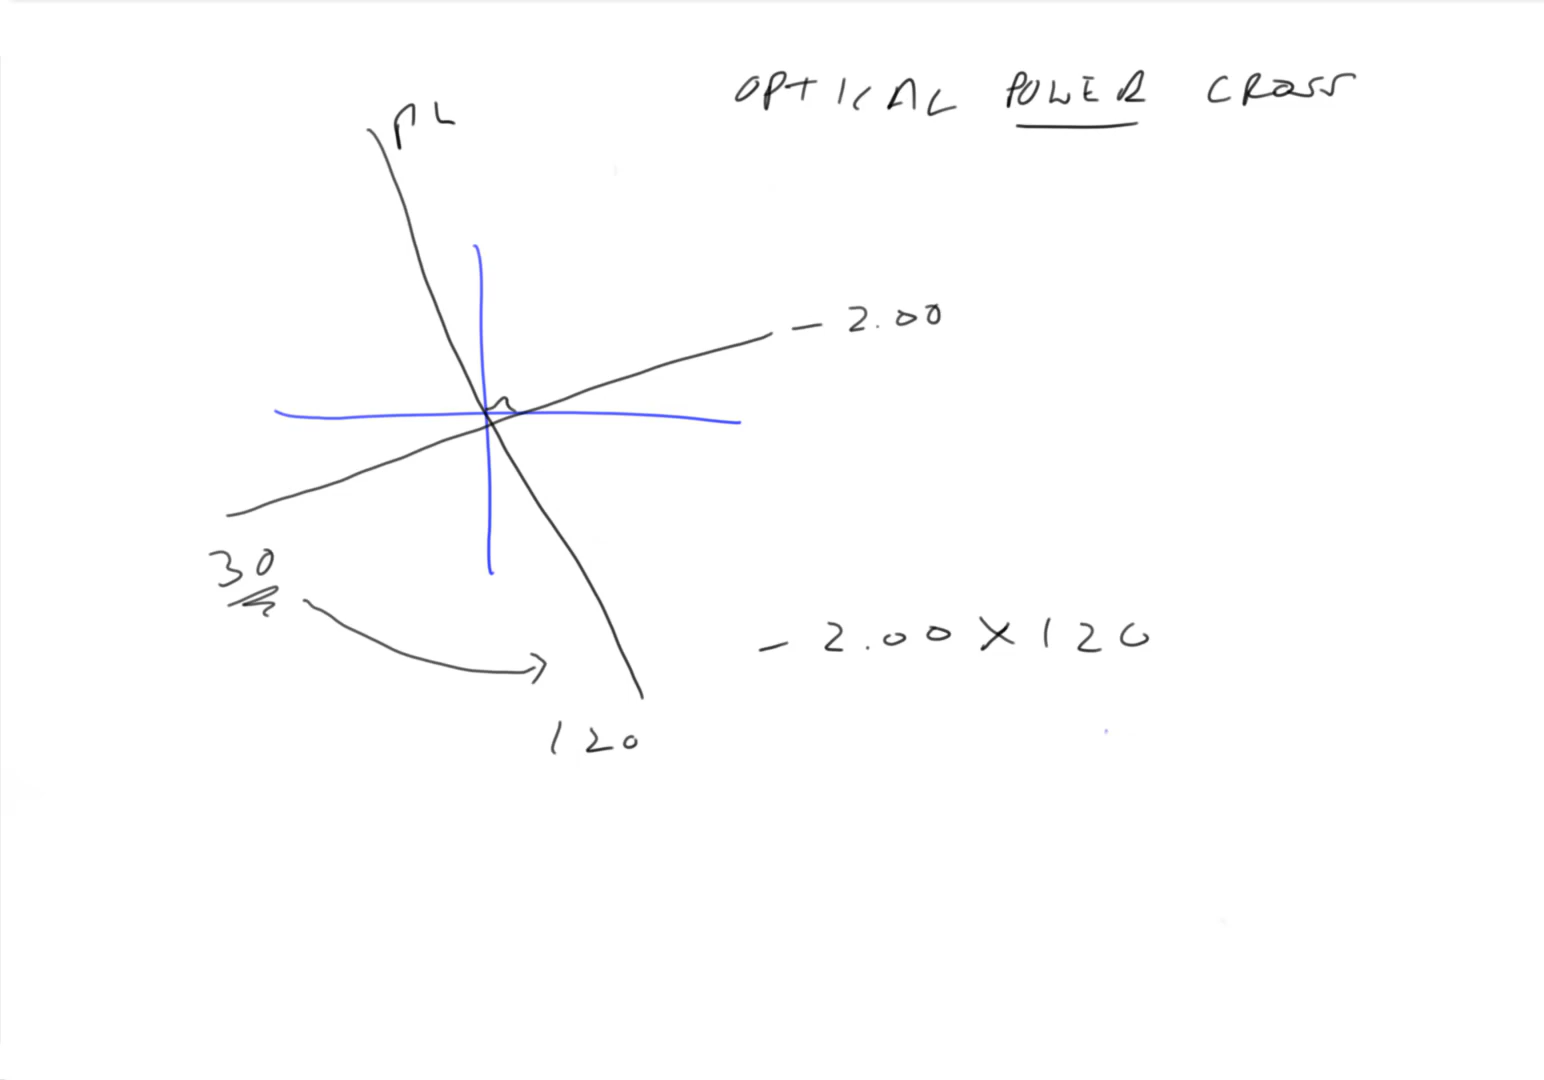 OPTICAL POWER CROSS
PL
- 2.00
30
- 2.00 X 120
120